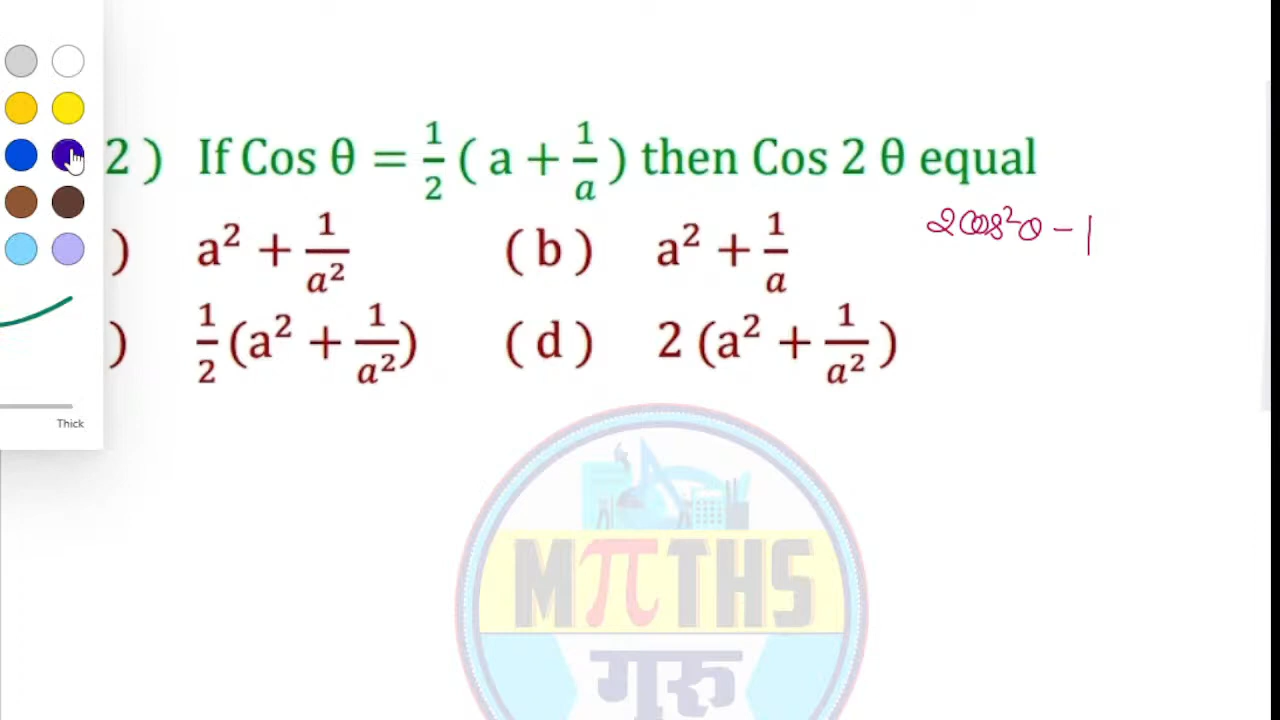 2 ) If Cos θ = 1/2 ( a + 1/a ) then Cos 2 θ equal
2cos²θ - 1
) a² + 1/a² ( b ) a² + 1/a
) 1/2 (a² + 1/a²) ( d ) 2 (a² + 1/a² )
Thick
MπTHS
गुरु